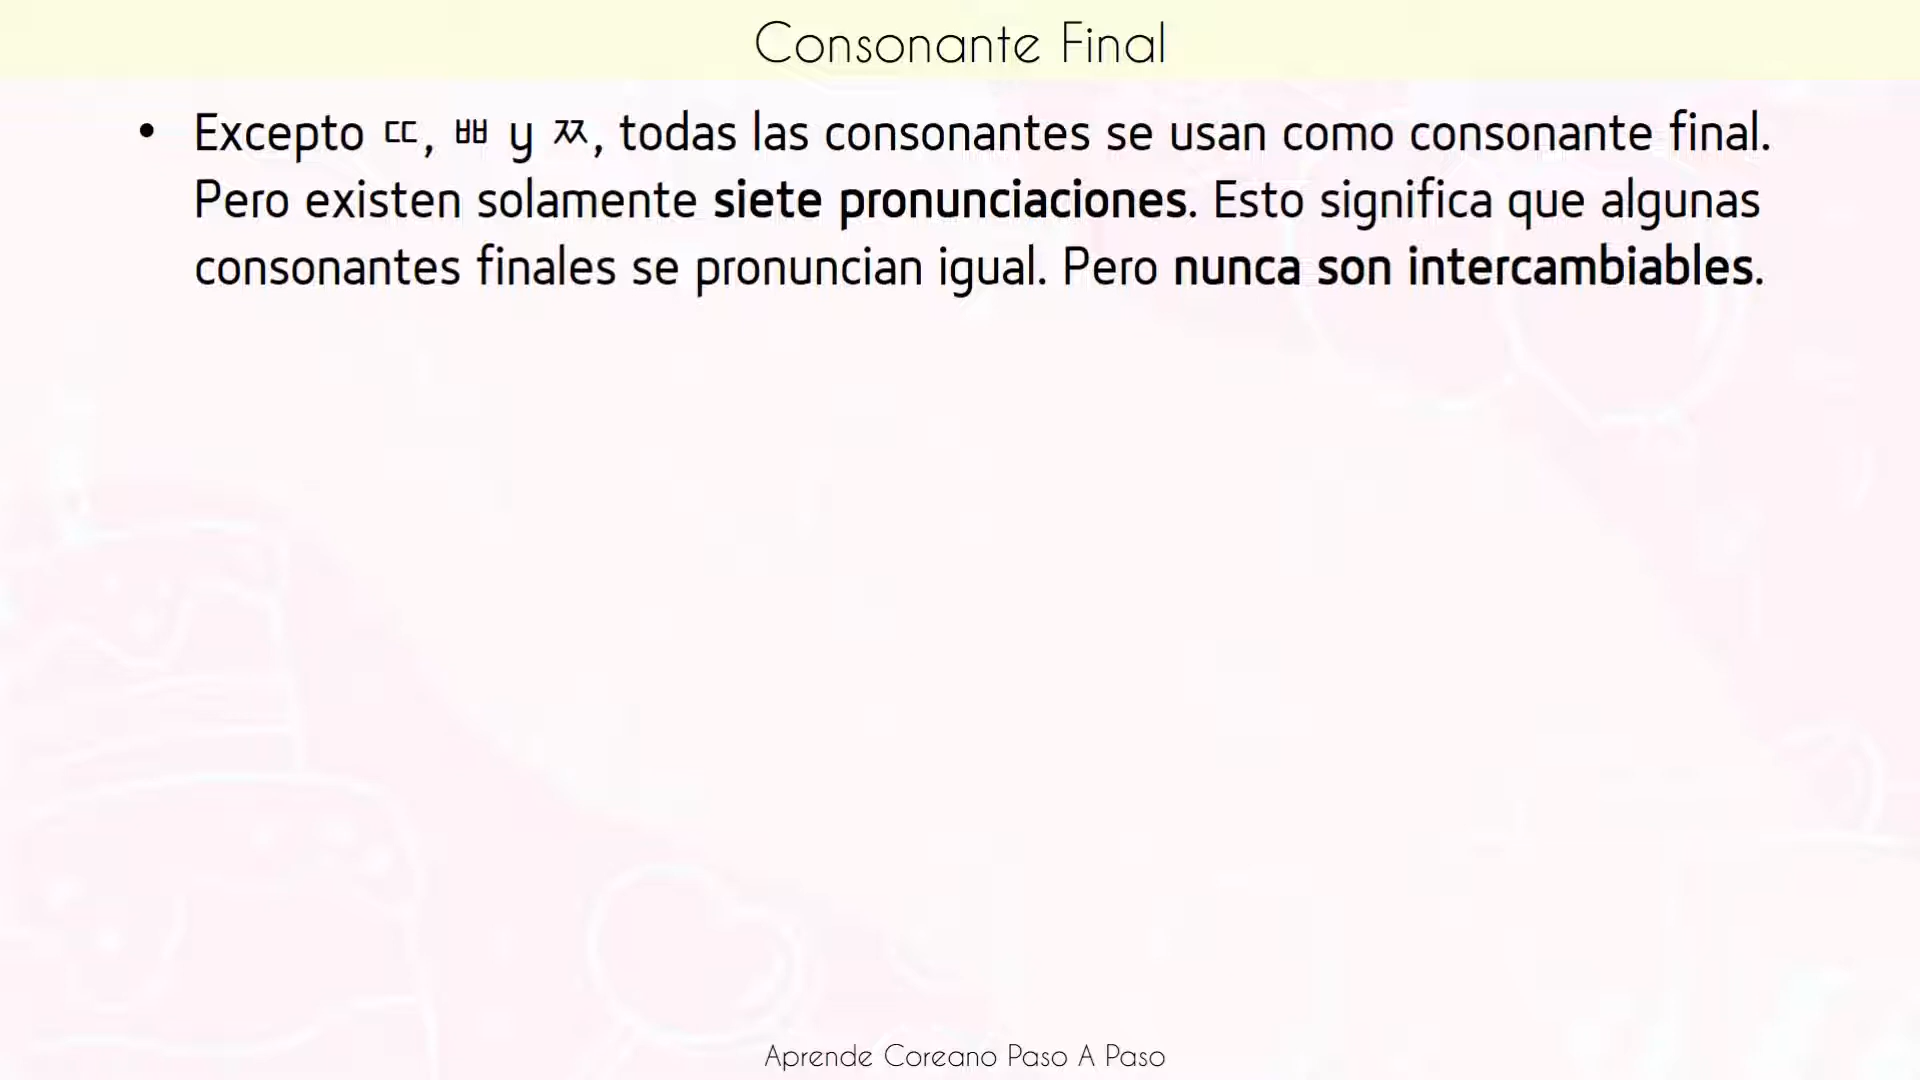 Consonante Final
• Excepto ㄸ, ㅃ y ㅉ, todas las consonantes se usan como consonante final.
Pero existen solamente siete pronunciaciones. Esto significa que algunas
consonantes finales se pronuncian igual. Pero nunca son intercambiables.
Aprende Coreano Paso A Paso